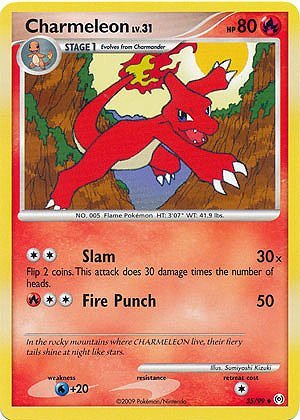 Charmeleon LV.31
HP 80
STAGE 1 Evolves from Charmander
NO. 005 Flame Pokémon HT: 3'07" WT: 41.9 lbs.
Slam 30x
Flip 2 coins. This attack does 30 damage times the number of
heads.
Fire Punch 50
In the rocky mountains where CHARMELEON live, their fiery
tails shine at night like stars.
Illus. Sumiyoshi Kizuki
weakness resistance retreat cost
+20
©2009 Pokémon/Nintendo
35/99